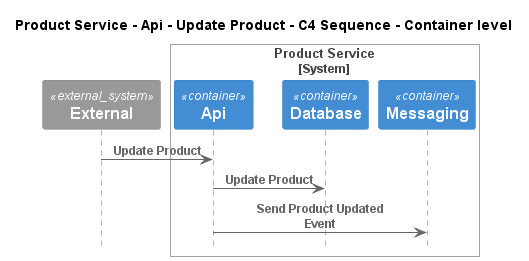 Product Service - Api - Update Product - C4 Sequence - Container level
Product Service
[System]
«external_system»
External
«container»
Api
«container»
Database
«container»
Messaging
Update Product
Update Product
Send Product Updated
Event